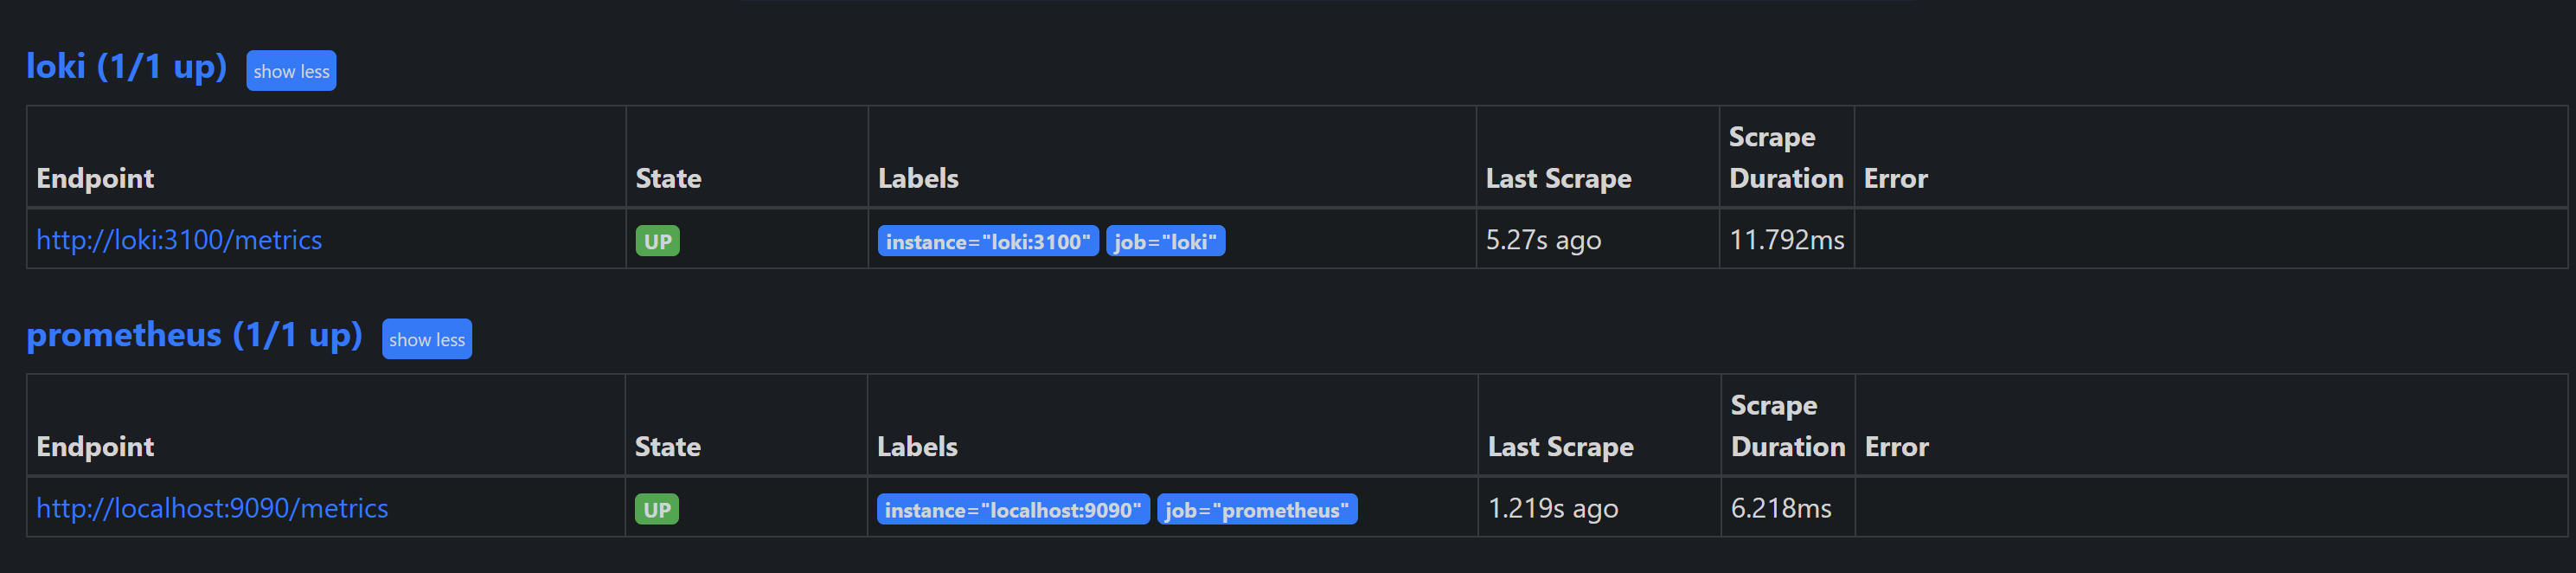 loki (1/1 up) show less
Scrape
Endpoint State Labels Last Scrape Duration Error
http://loki:3100/metrics UP instance="loki:3100" job="loki" 5.27s ago 11.792ms
prometheus (1/1 up) show less
Scrape
Endpoint State Labels Last Scrape Duration Error
http://localhost:9090/metrics UP instance="localhost:9090" job="prometheus" 1.219s ago 6.218ms